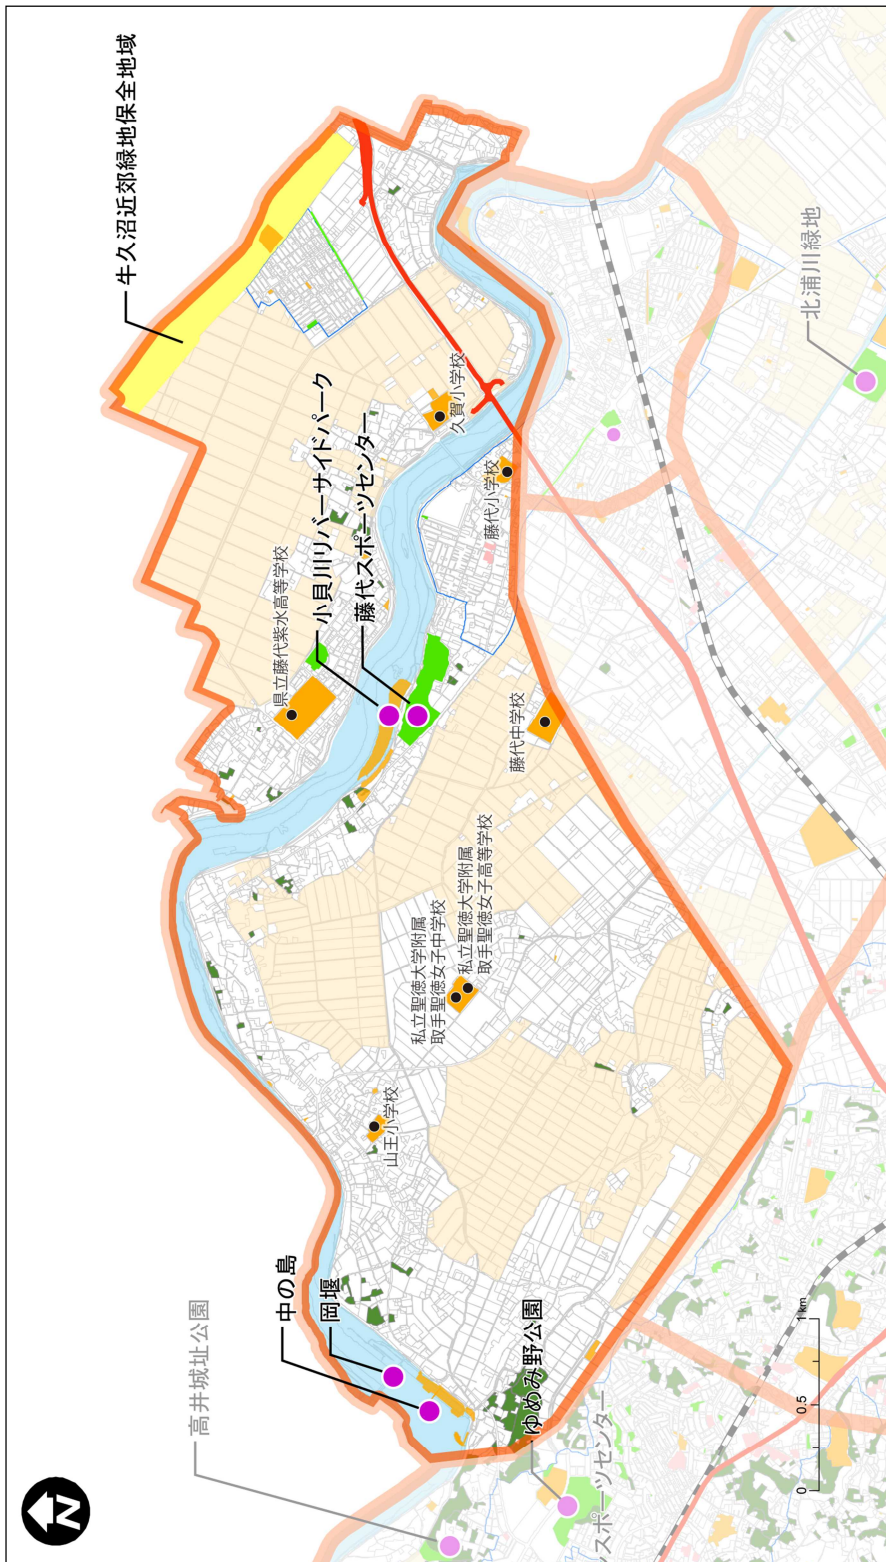 牛久沼近郊緑地保全地域
小貝川リバーサイドパーク
藤代スポーツセンター
久賀小学校
北浦川緑地
藤代小学校
県立藤代紫水高等学校
藤代中学校
私立聖徳大学附属
取手聖徳女子中学校
私立聖徳大学附属
取手聖徳女子高等学校
山王小学校
中の島
岡堰
高井城址公園
ゆめみ野公園
スポーツセンター
0
0.5
1 km
N